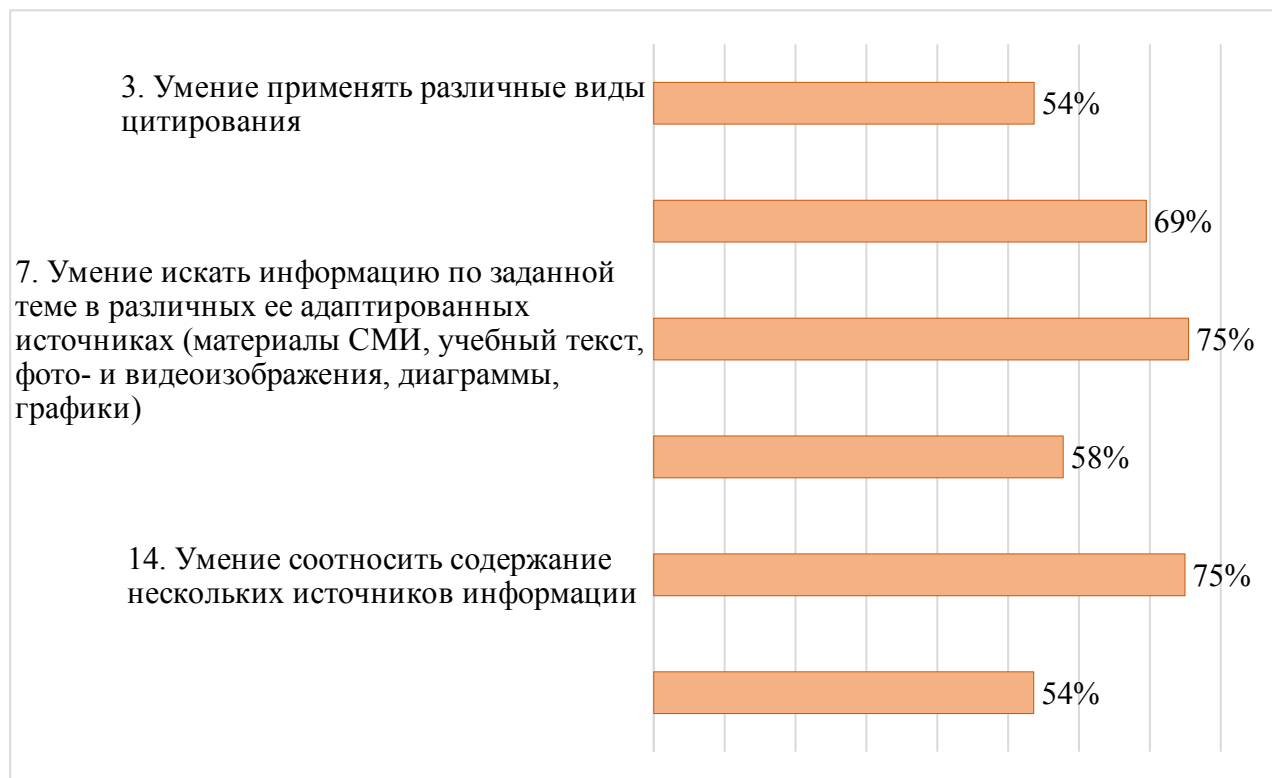 3. Умение применять различные виды
цитирования
54%
69%
7. Умение искать информацию по заданной
теме в различных ее адаптированных
источниках (материалы СМИ, учебный текст,
фото- и видеоизображения, диаграммы,
графики)
75%
58%
14. Умение соотносить содержание
нескольких источников информации
75%
54%